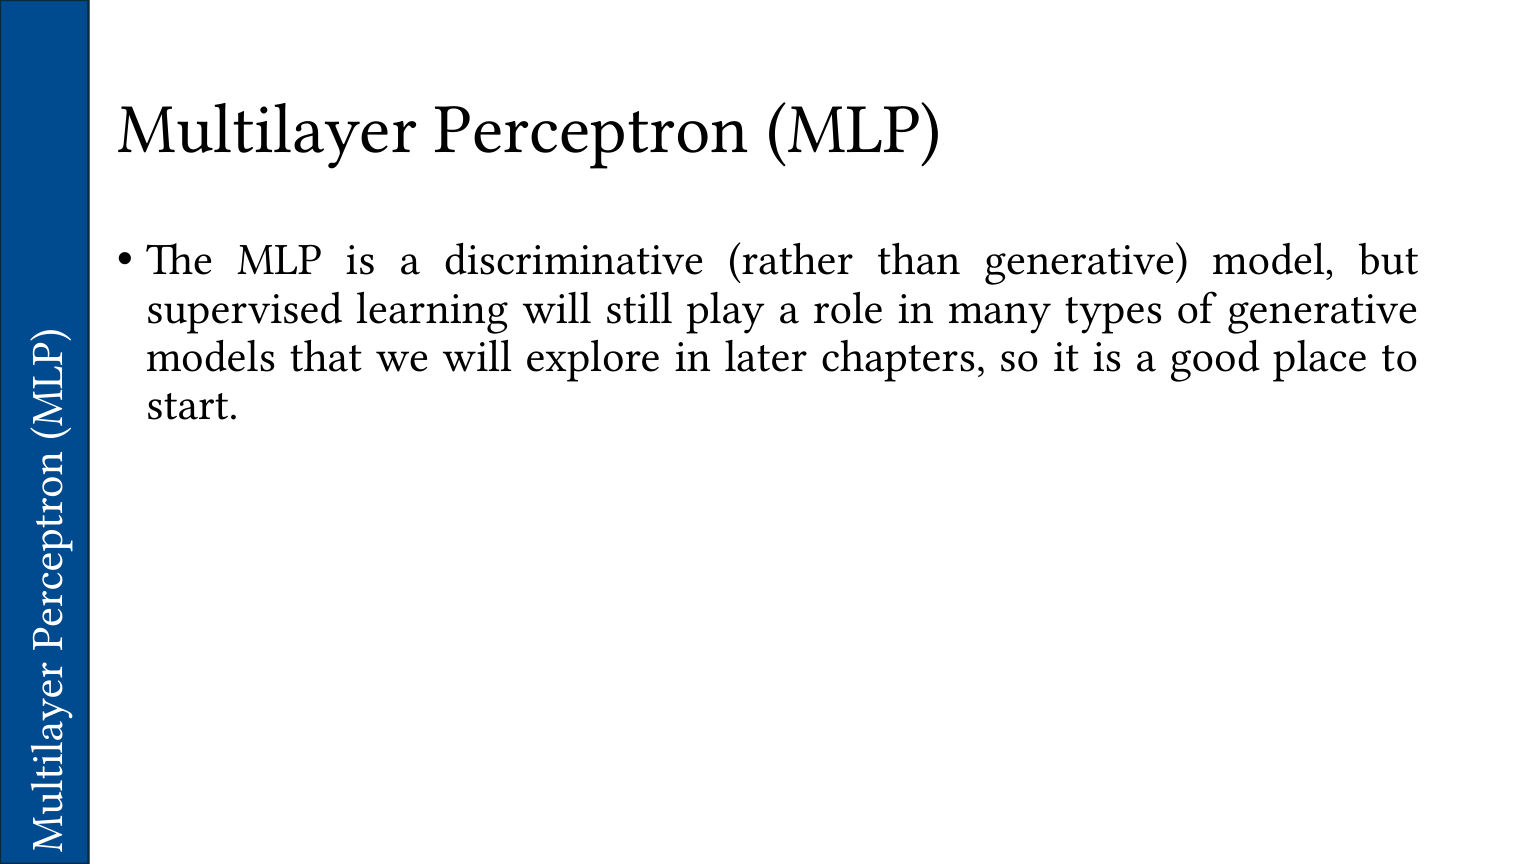 Multilayer Perceptron (MLP)
Multilayer Perceptron (MLP)
• The MLP is a discriminative (rather than generative) model, but
supervised learning will still play a role in many types of generative
models that we will explore in later chapters, so it is a good place to
start.